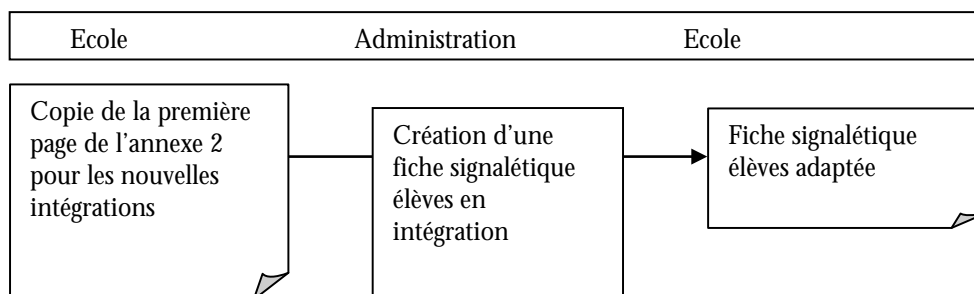 Ecole Administration Ecole
Copie de la première
page de l’annexe 2
pour les nouvelles
intégrations
Création d’une
fiche signalétique
élèves en
intégration
Fiche signalétique
élèves adaptée